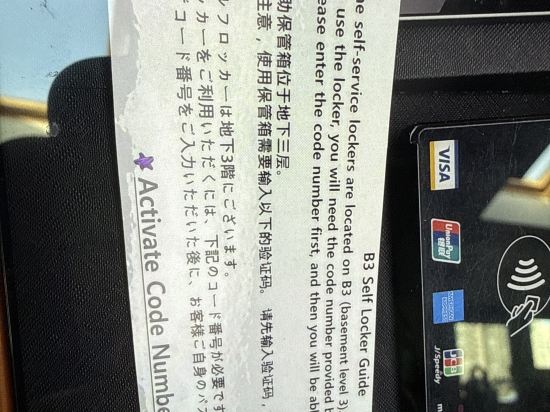 B3 Self Locker Guide
self-service lockers are located on B3 (basement level 3).
use the locker, you will need the code number provided
enter the code number first, and then you will be
助保管箱位于地下三层。
注意，使用保管箱需要输入以下的验证码。 请先输入验证码，
フロッカーは地下3階にございます。
カーをご利用いただくには、下記のコード番号が必要です
コード番号をご入力いただいた後に、お客様ご自身のパス
Activate Code
VISA
UnionPay
银联
AMERICAN EXPRESS
JCB
J/Speedy